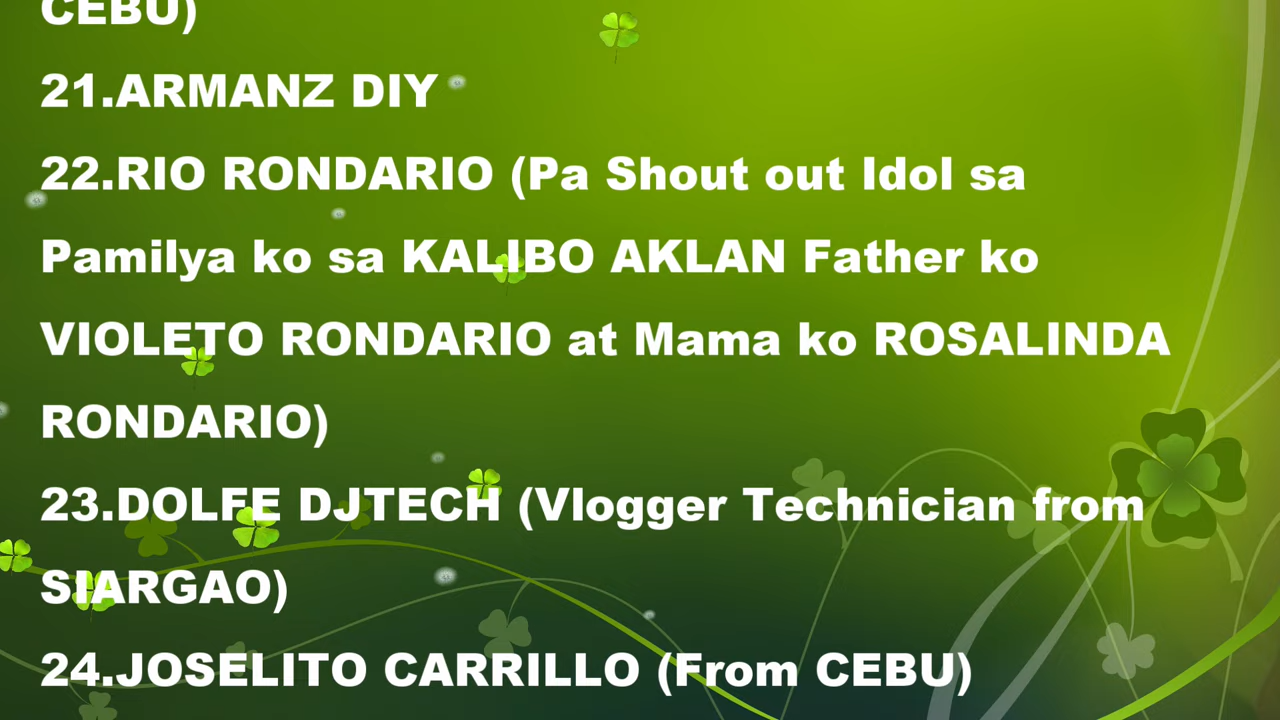 CEBU)
21.ARMANZ DIY
22.RIO RONDARIO (Pa Shout out Idol sa
Pamilya ko sa KALIBO AKLAN Father ko
VIOLETO RONDARIO at Mama ko ROSALINDA
RONDARIO)
23.DOLFE DJTECH (Vlogger Technician from
SIARGAO)
24.JOSELITO CARRILLO (From CEBU)